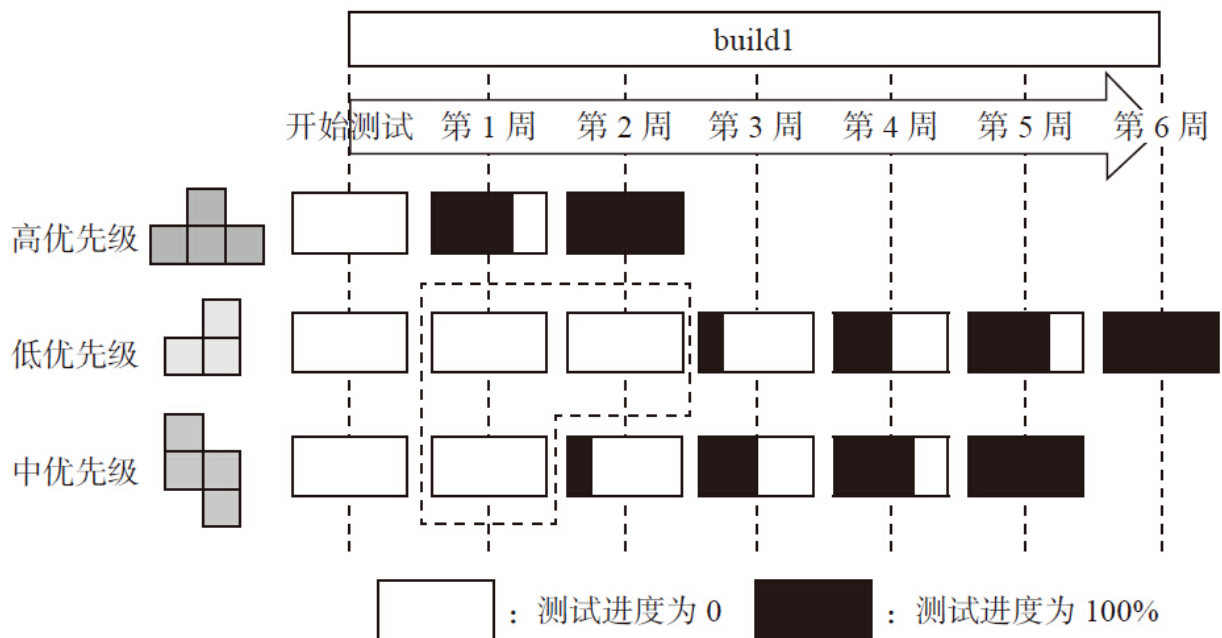 build1
开始测试 第 1 周 第 2 周 第 3 周 第 4 周 第 5 周 第 6 周
高优先级
低优先级
中优先级
：测试进度为 0 ：测试进度为 100%